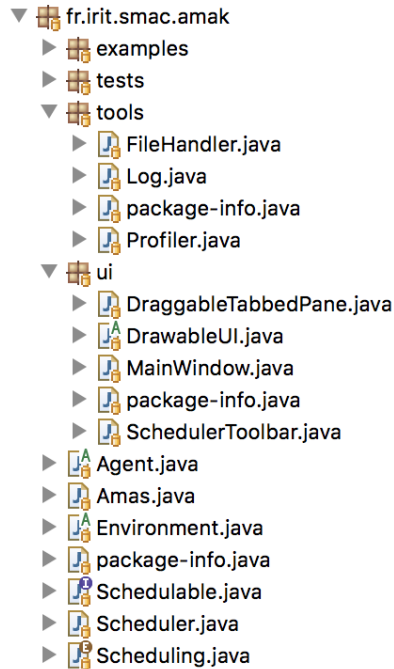 fr.irit.smac.amak
examples
tests
tools
FileHandler.java
Log.java
package-info.java
Profiler.java
ui
DraggableTabbedPane.java
DrawableUI.java
MainWindow.java
package-info.java
SchedulerToolbar.java
Agent.java
Amas.java
Environment.java
package-info.java
Schedulable.java
Scheduler.java
Scheduling.java